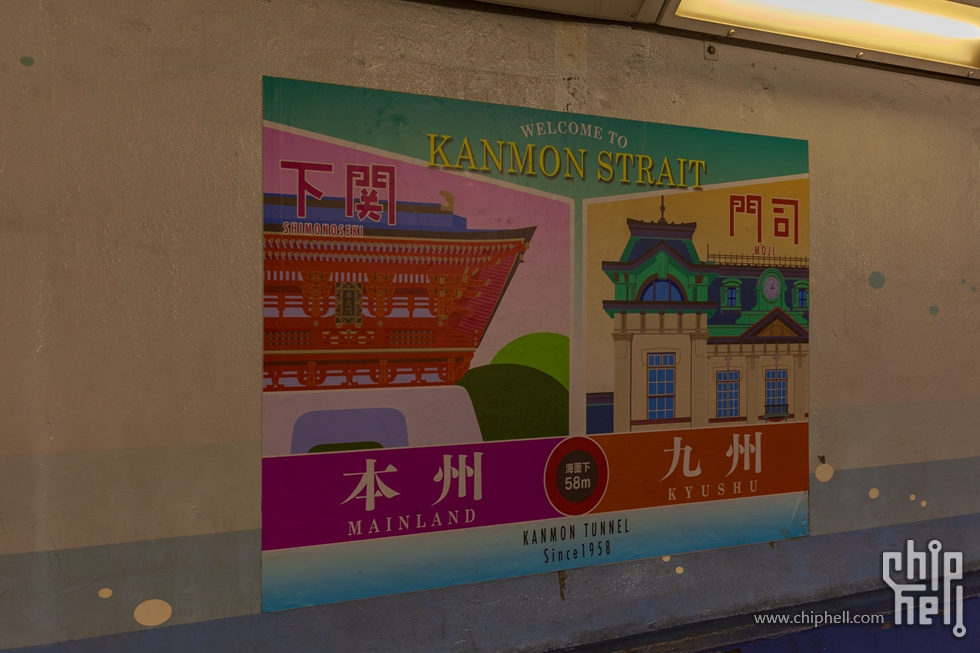 WELCOME TO
KANMON STRAIT
下関
SHIMONOSEKI
門司
MOJI
本州
MAINLAND
海面下
58m
九州
KYUSHU
KANMON TUNNEL
Since1958
chip
hell
www.chiphell.com